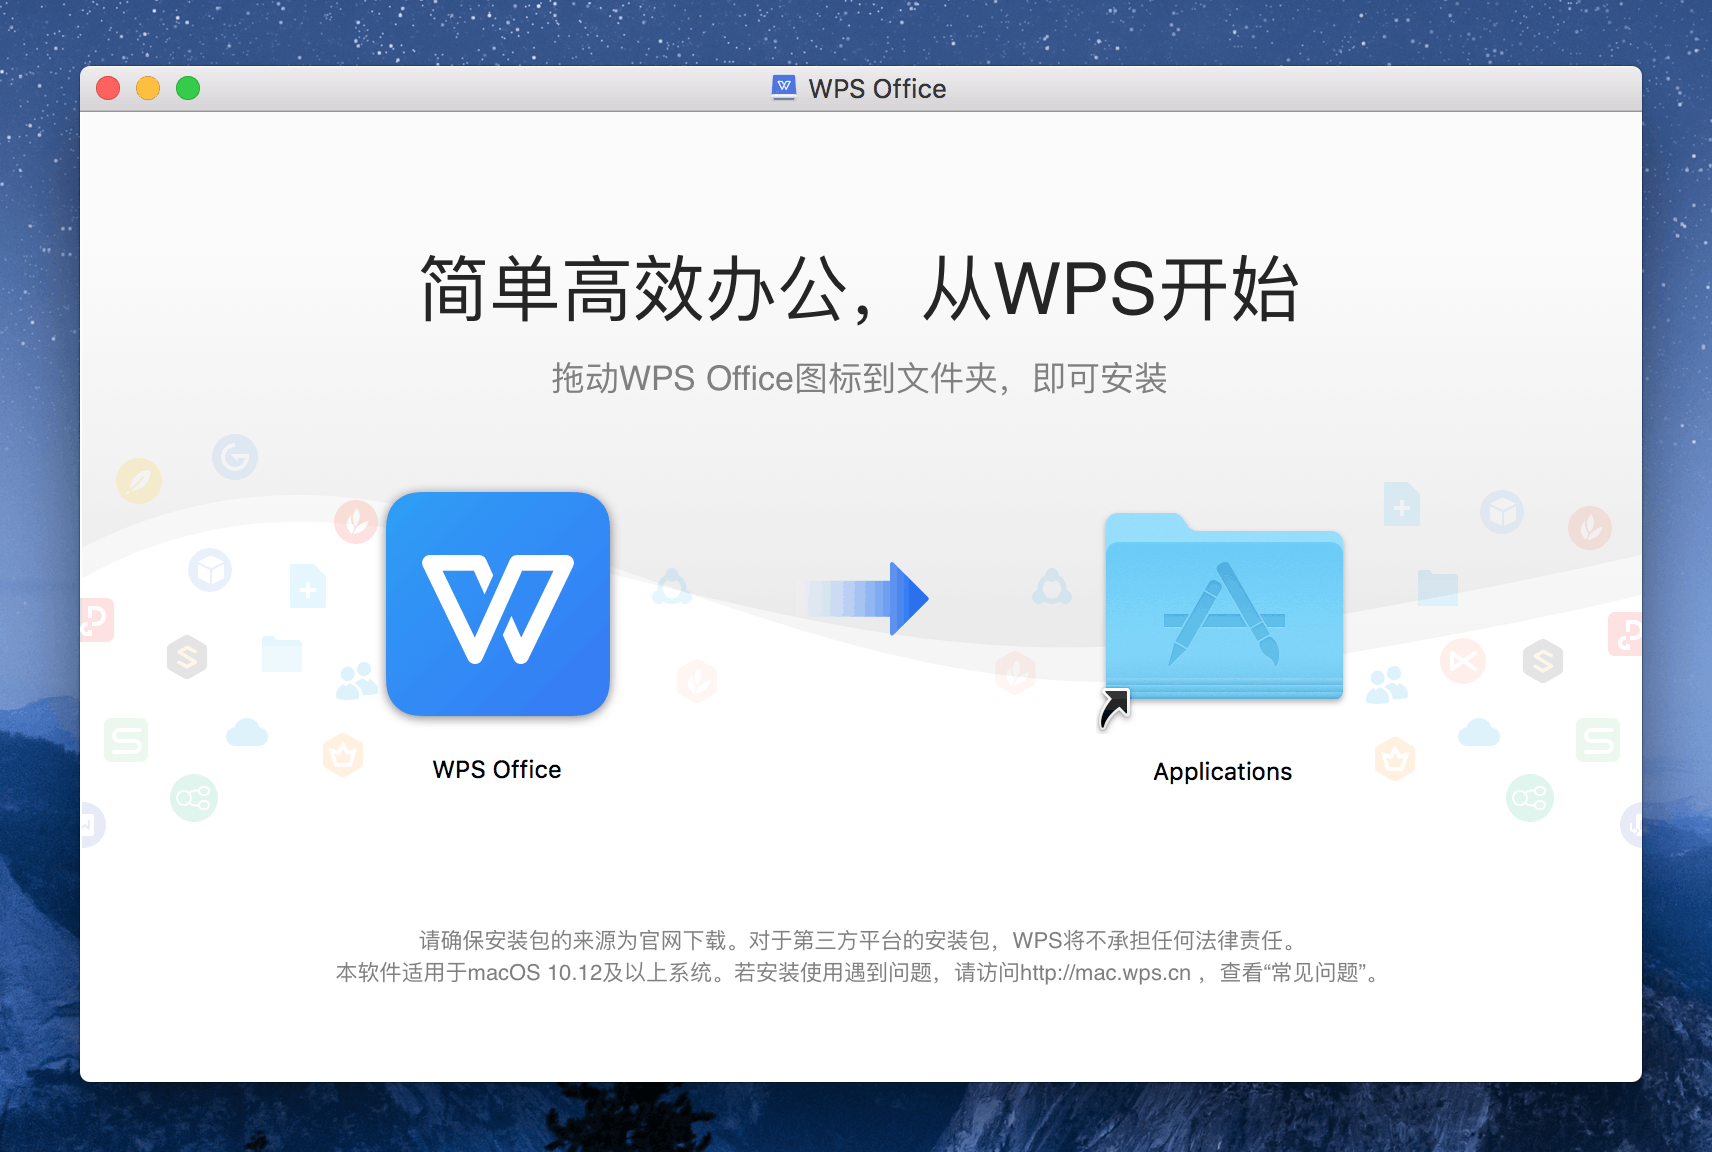 WPS Office
简单高效办公，从WPS开始
拖动WPS Office图标到文件夹，即可安装
WPS Office
Applications
请确保安装包的来源为官网下载。对于第三方平台的安装包，WPS将不承担任何法律责任。
本软件适用于macOS 10.12及以上系统。若安装使用遇到问题，请访问http://mac.wps.cn ，查看“常见问题”。